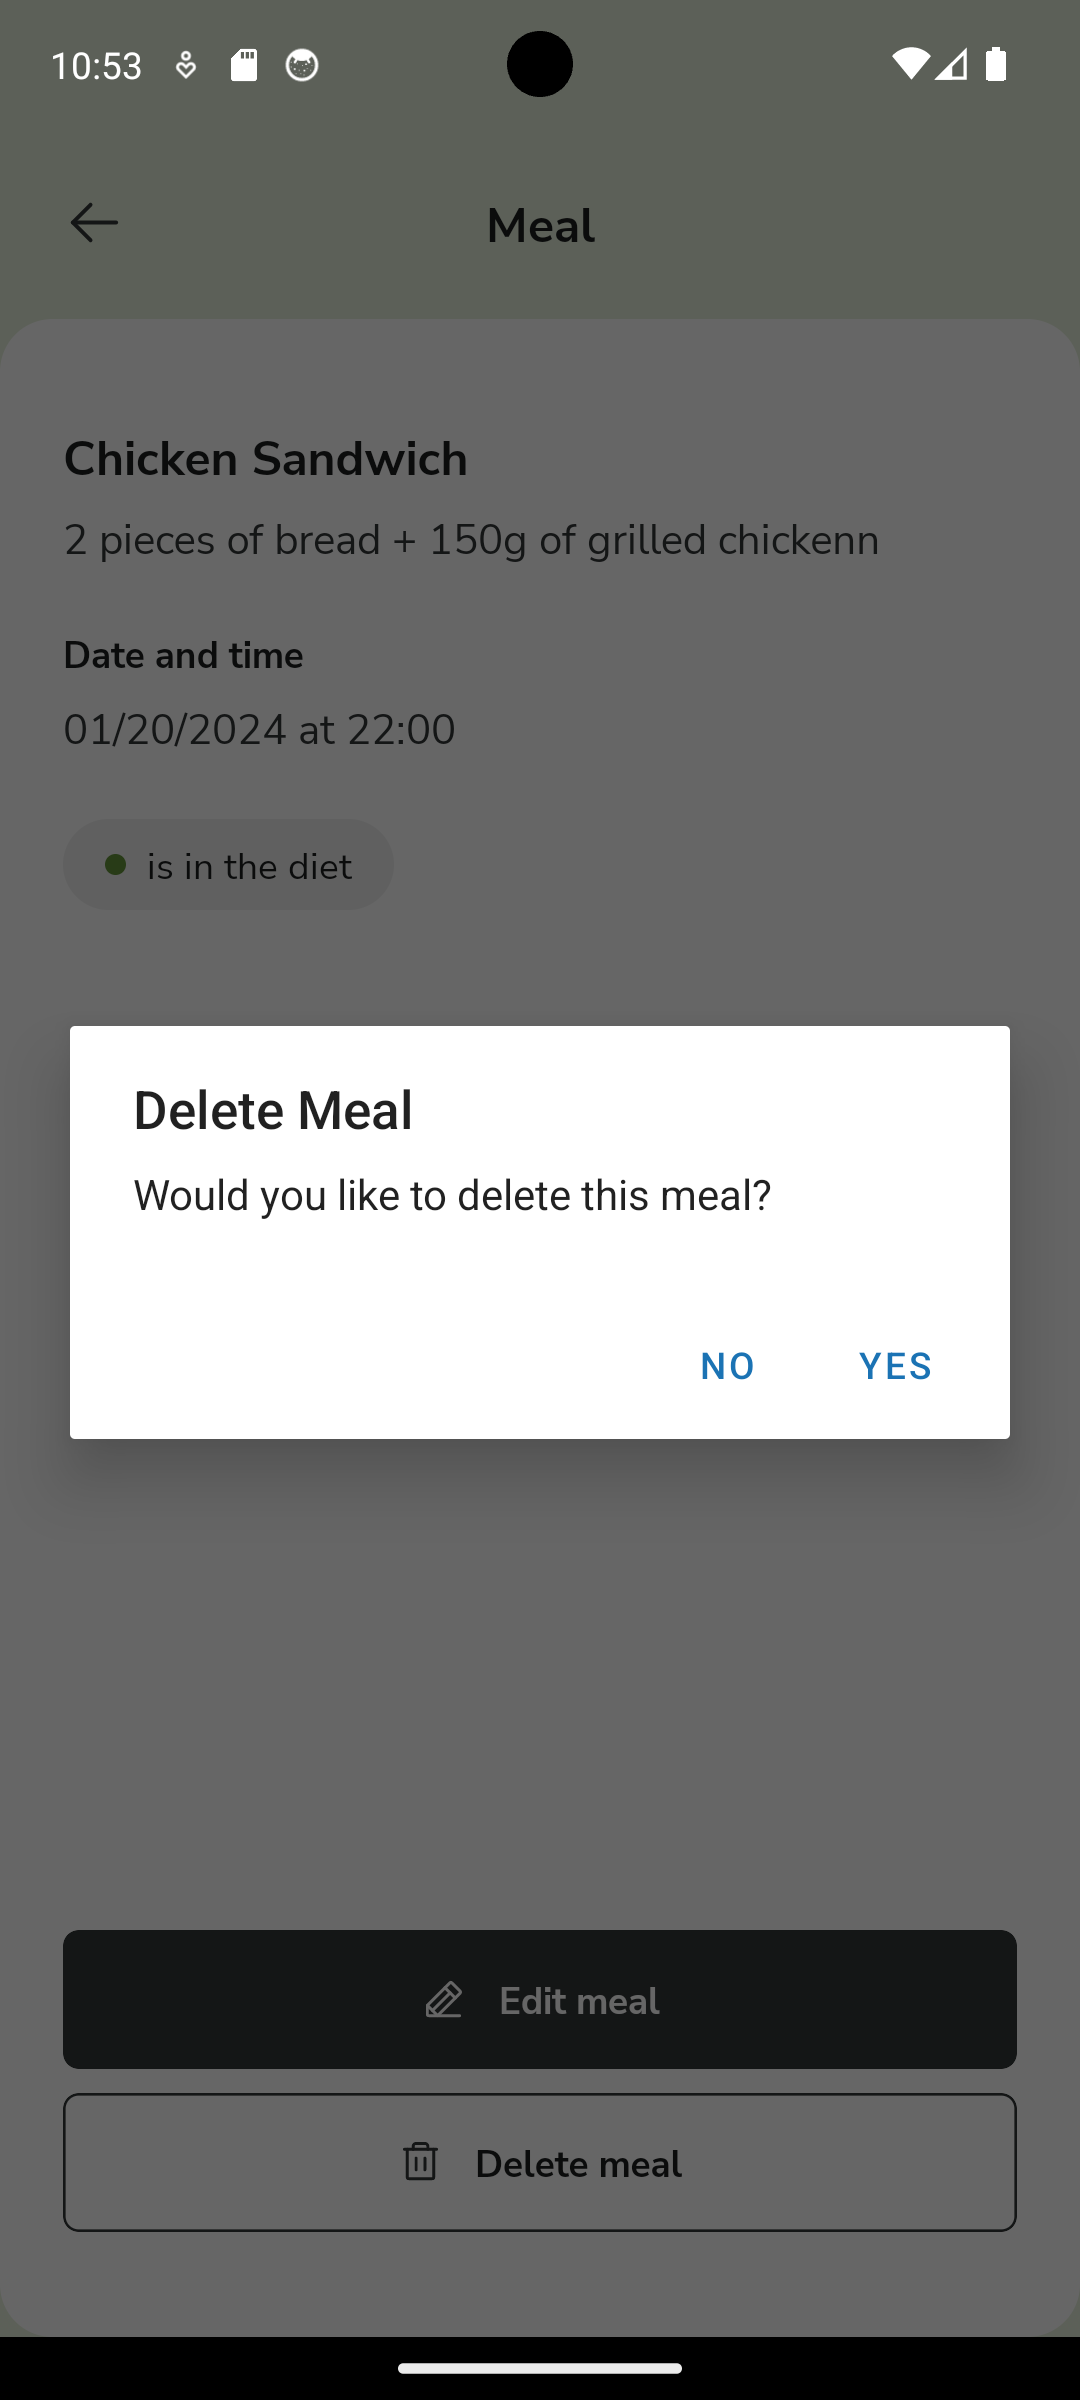 10:53
Meal
Chicken Sandwich
2 pieces of bread + 150g of grilled chickenn
Date and time
01/20/2024 at 22:00
is in the diet
Delete Meal
Would you like to delete this meal?
NO YES
Edit meal
Delete meal